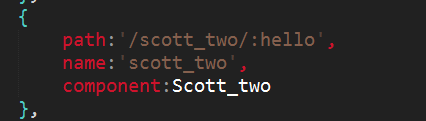 {
path:'/scott_two/:hello',
name:'scott_two',
component:Scott_two
},